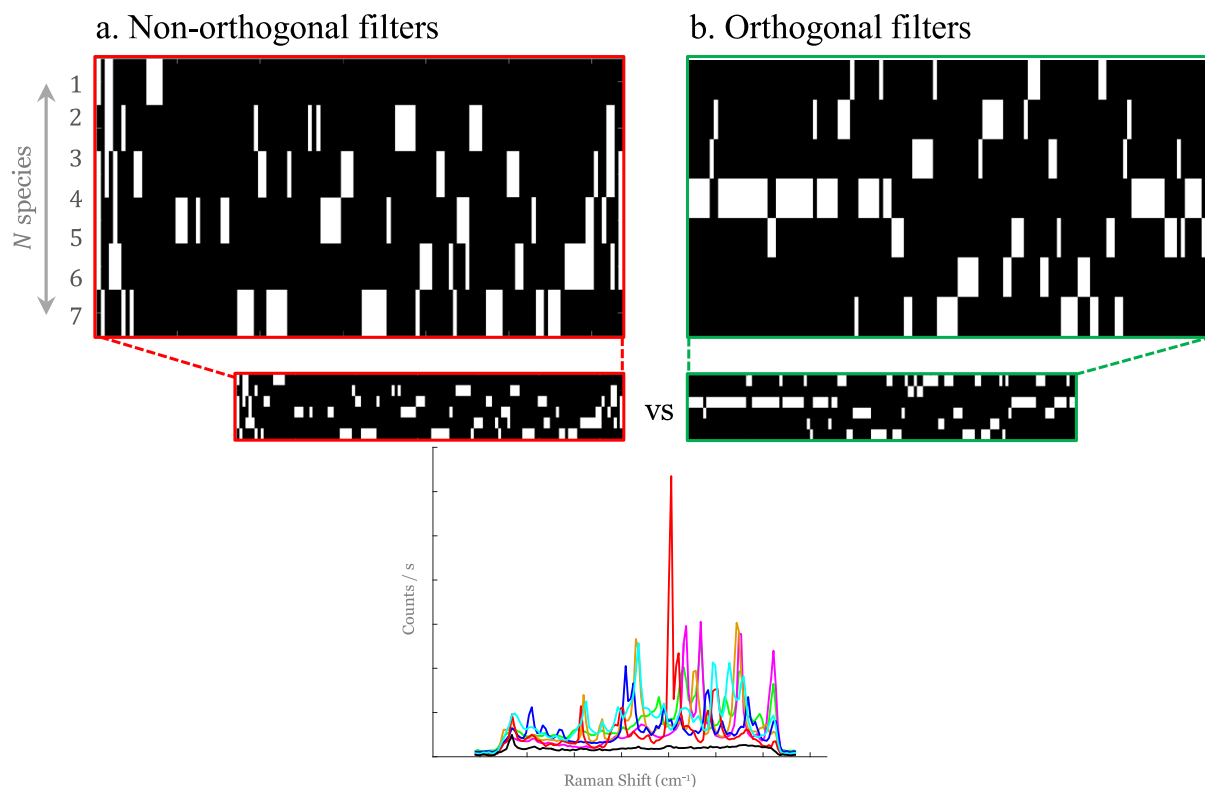 a. Non-orthogonal filters
b. Orthogonal filters
N species
1
2
3
4
5
6
7
vs
Counts / s
Raman Shift (cm⁻¹)